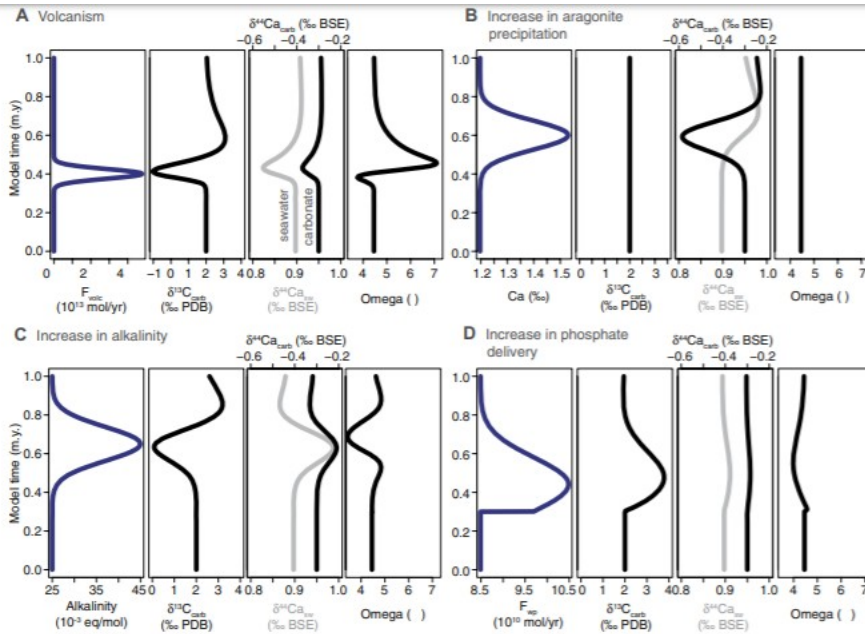 A Volcanism
δ⁴⁴Ca_carb (‰ BSE)
−0.6 −0.4 −0.2
1.0
0.8
0.6
0.4
0.2
0.0
Model time (m.y)
seawater
carbonate
0 2 4
−1 0 1 2 3 4
0.8 0.9 1.0
4 5 6 7
F_volc
(10¹³ mol/yr)
δ¹³C_carb
(‰ PDB)
δ⁴⁴Ca_sw
(‰ BSE)
Omega ( )
B Increase in aragonite
precipitation
δ⁴⁴Ca_carb (‰ BSE)
−0.6 −0.4 −0.2
1.0
0.8
0.6
0.4
0.2
0.0
1.2 1.3 1.4 1.5
0 1 2 3
0.8 0.9 1.0
4 5 6 7
Ca (‰)
δ¹³C_carb
(‰ PDB)
δ⁴⁴Ca_sw
(‰ BSE)
Omega ( )
C Increase in alkalinity
δ⁴⁴Ca_carb (‰ BSE)
−0.6 −0.4 −0.2
1.0
0.8
0.6
0.4
0.2
0.0
Model time (m.y.)
25 35 45
0 1 2 3 4
0.8 0.9 1.0
4 5 6 7
Alkalinity
(10⁻³ eq/mol)
δ¹³C_carb
(‰ PDB)
δ⁴⁴Ca_sw
(‰ BSE)
Omega ( )
D Increase in phosphate
delivery
δ⁴⁴Ca_carb (‰ BSE)
−0.6 −0.4 −0.2
1.0
0.8
0.6
0.4
0.2
0.0
8.5 9.5 10.5
0 1 2 3 4
0.8 0.9 1.0
4 5 6 7
F_wp
(10¹⁰ mol/yr)
δ¹³C_carb
(‰ PDB)
δ⁴⁴Ca_sw
(‰ BSE)
Omega ( )